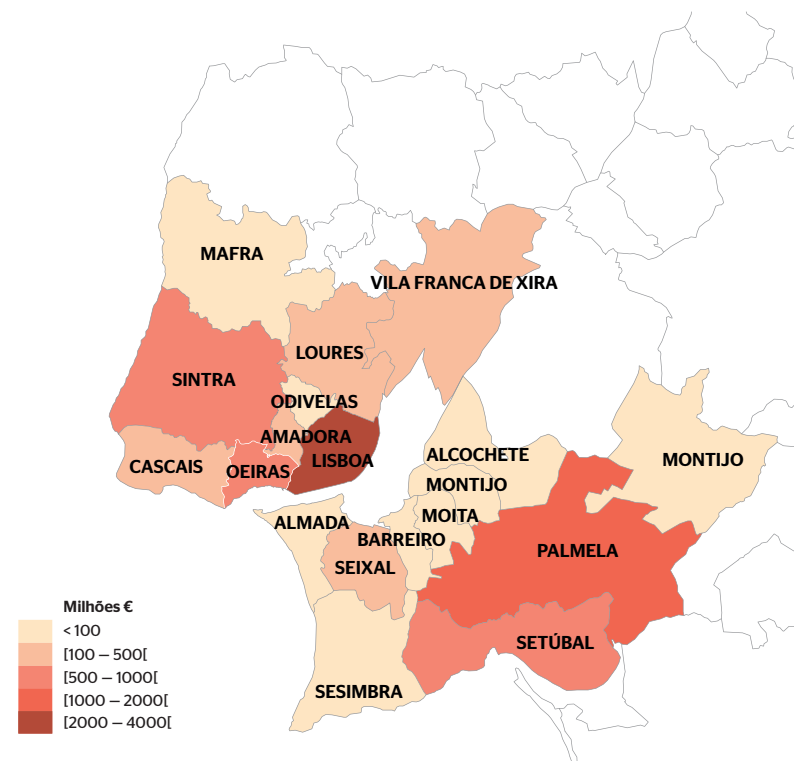 MAFRA
VILA FRANCA DE XIRA
LOURES
SINTRA
ODIVELAS
AMADORA
LISBOA
CASCAIS
OEIRAS
ALCOCHETE
MONTIJO
MONTIJO
MOITA
ALMADA
BARREIRO
PALMELA
SEIXAL
SETÚBAL
SESIMBRA
Milhões €
<100
[100 – 500[
[500 – 1000[
[1000 – 2000[
[2000 – 4000[